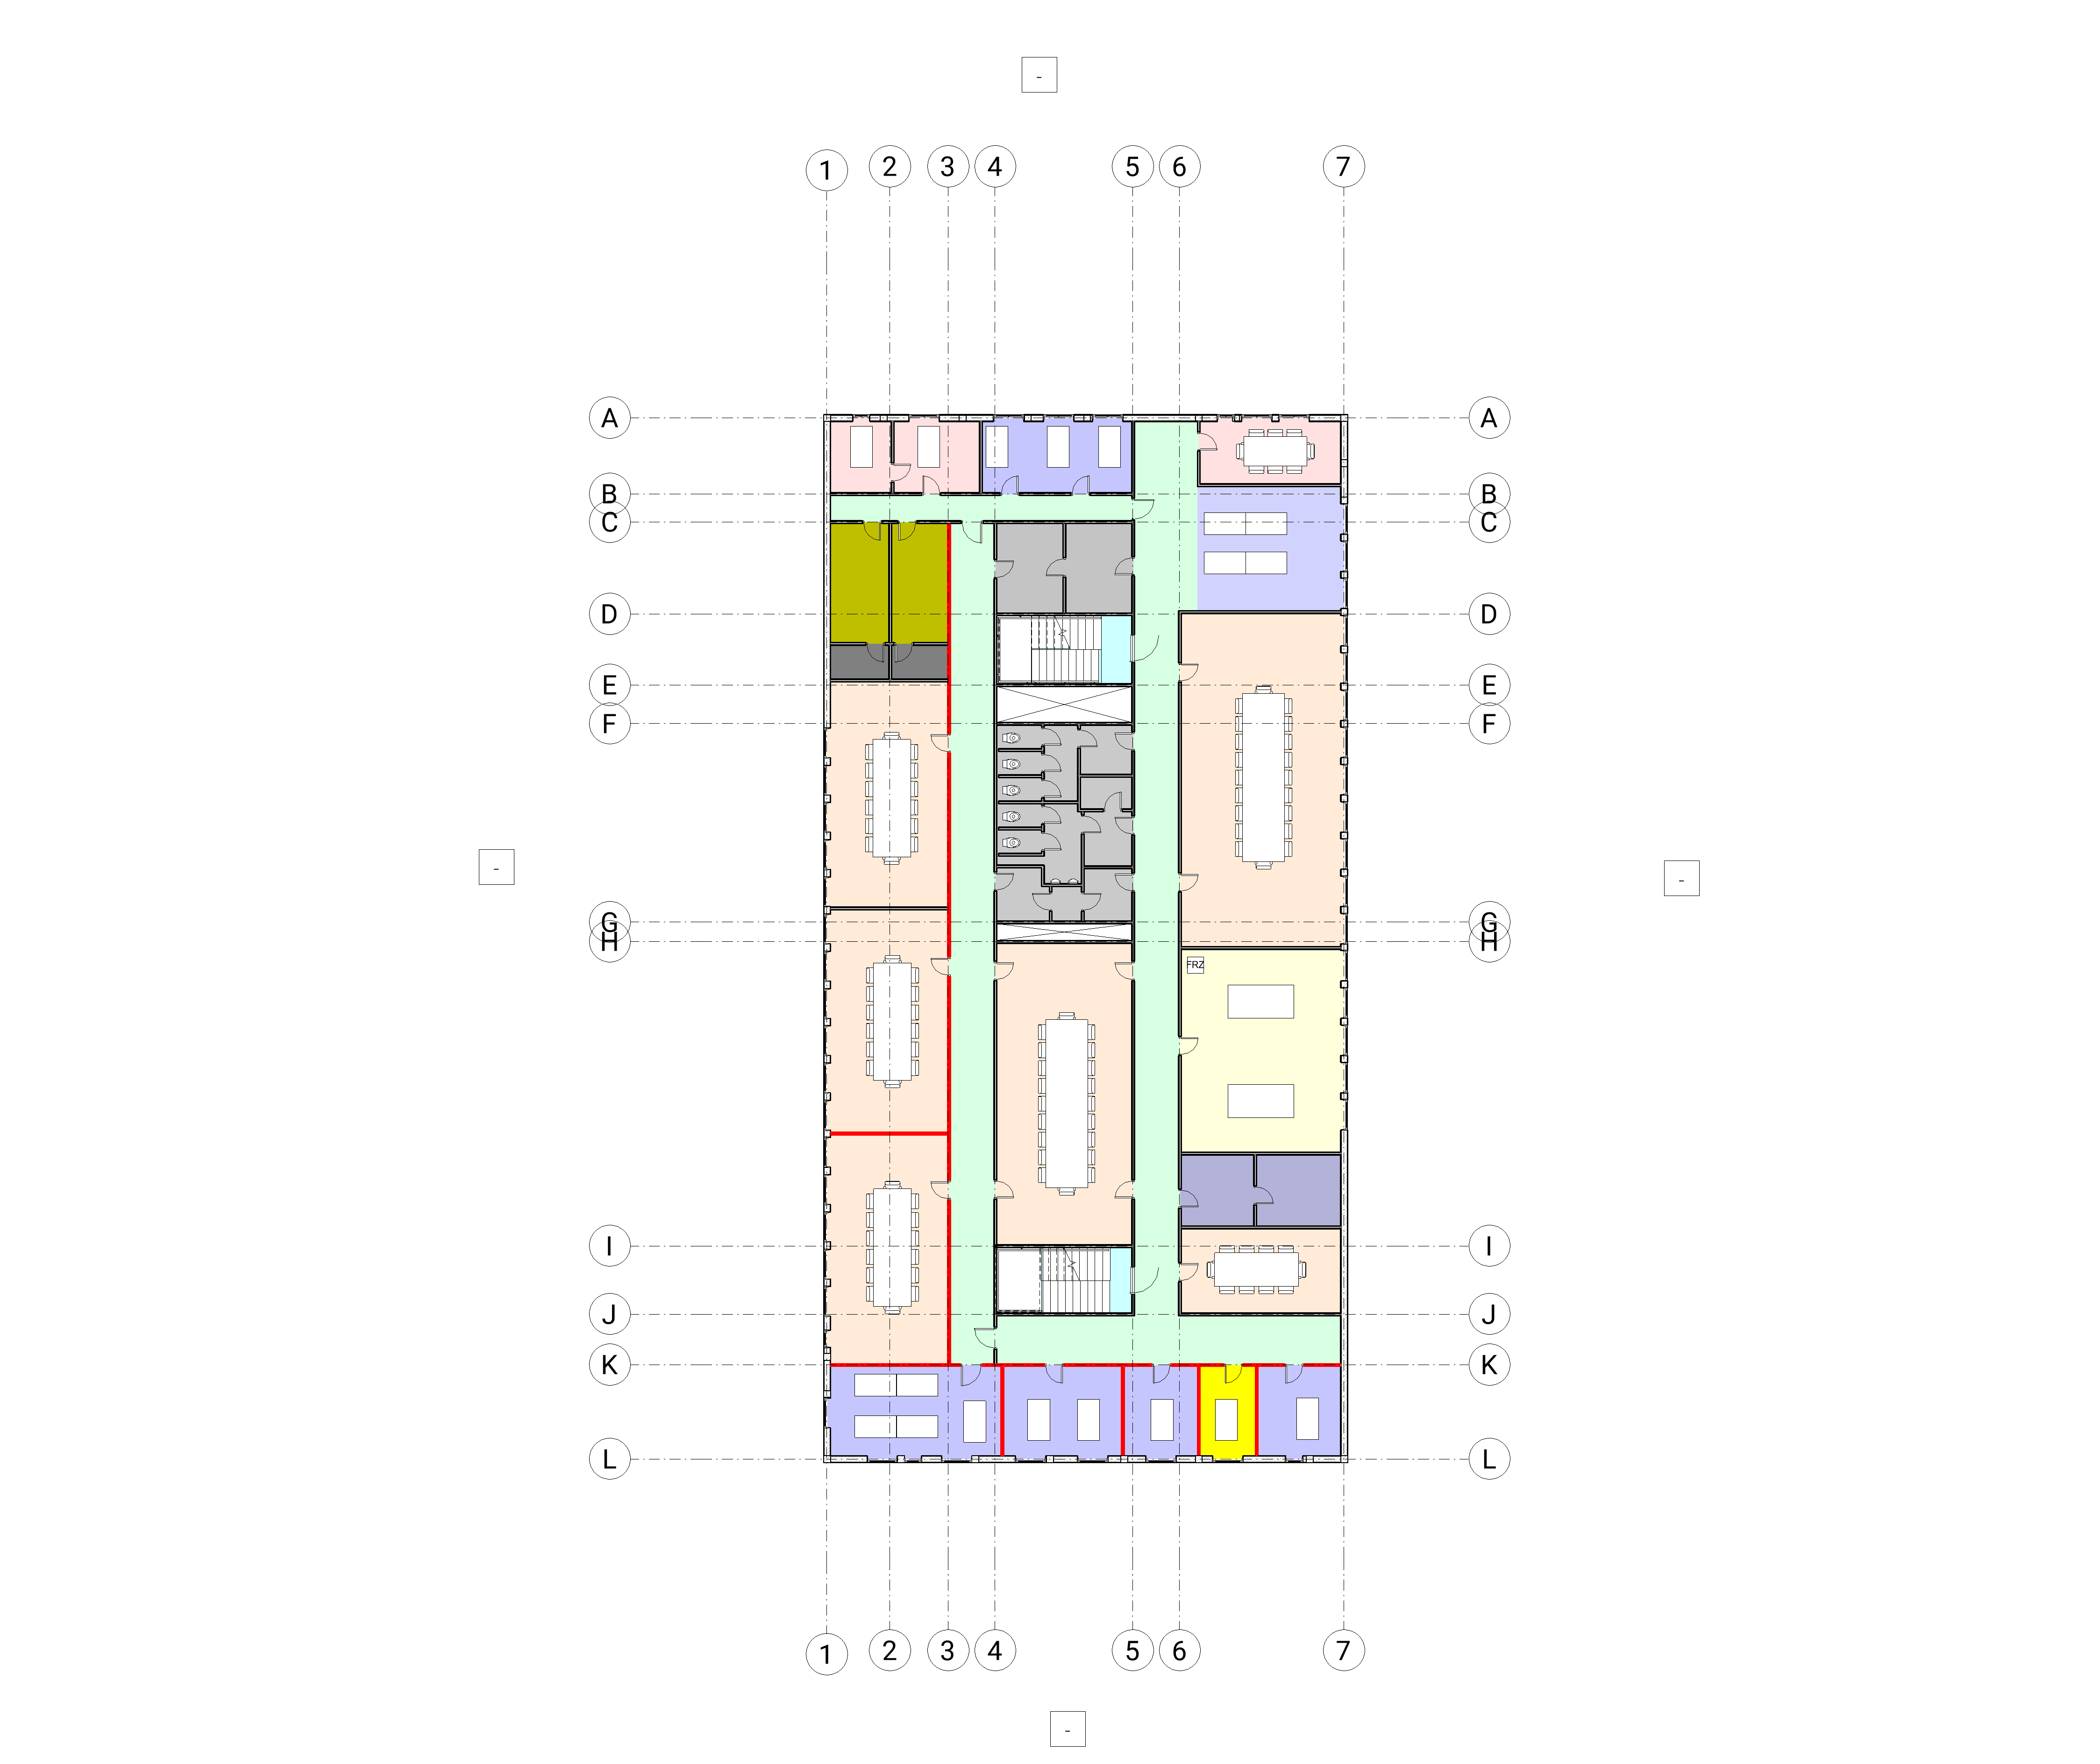 -
1 2 3 4 5 6 7
A A
B B
C C
D D
E E
F F
- -
G G
H H
FRZ
I I
J J
K K
L L
1 2 3 4 5 6 7
-